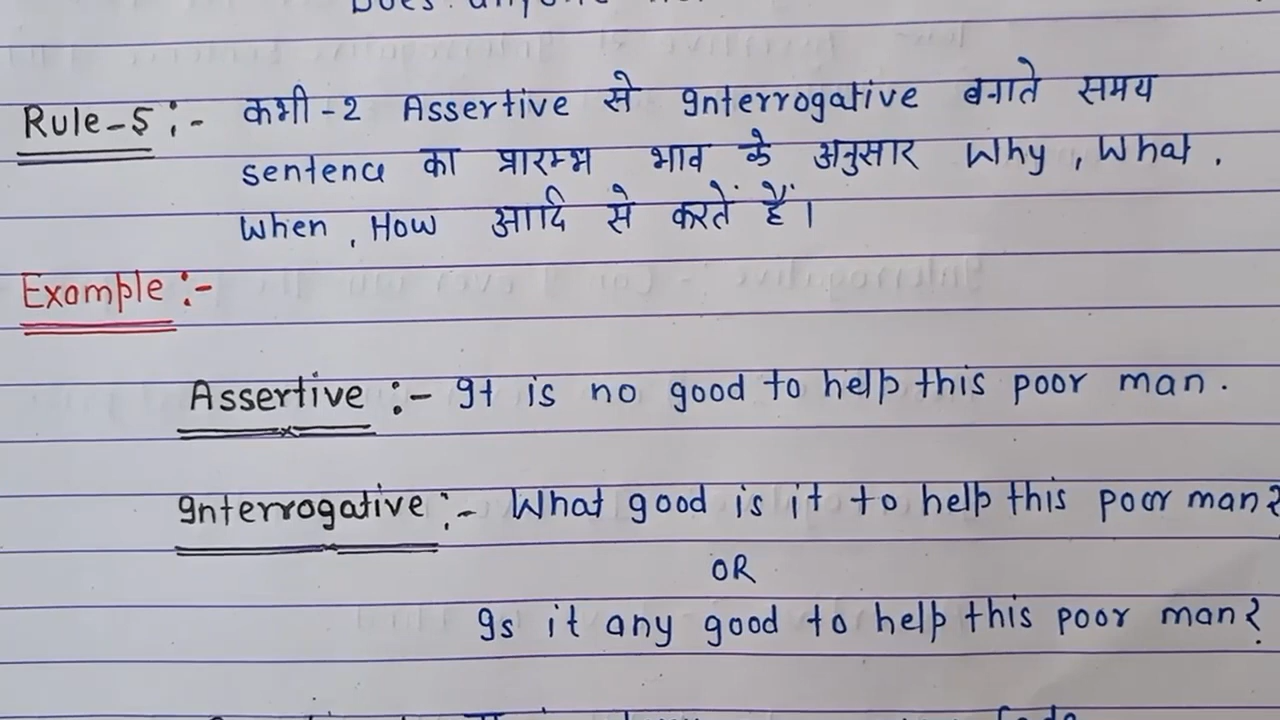 Does anyone
Rule-5:- कभी-2 Assertive से Interrogative बनाते समय
sentence का प्रारम्भ भाव के अनुसार Why, What,
When, How आदि से करतें हैं।
Example:-
Assertive:- It is no good to help this poor man.
Interrogative:- What good is it to help this poor man?
OR
Is it any good to help this poor man?